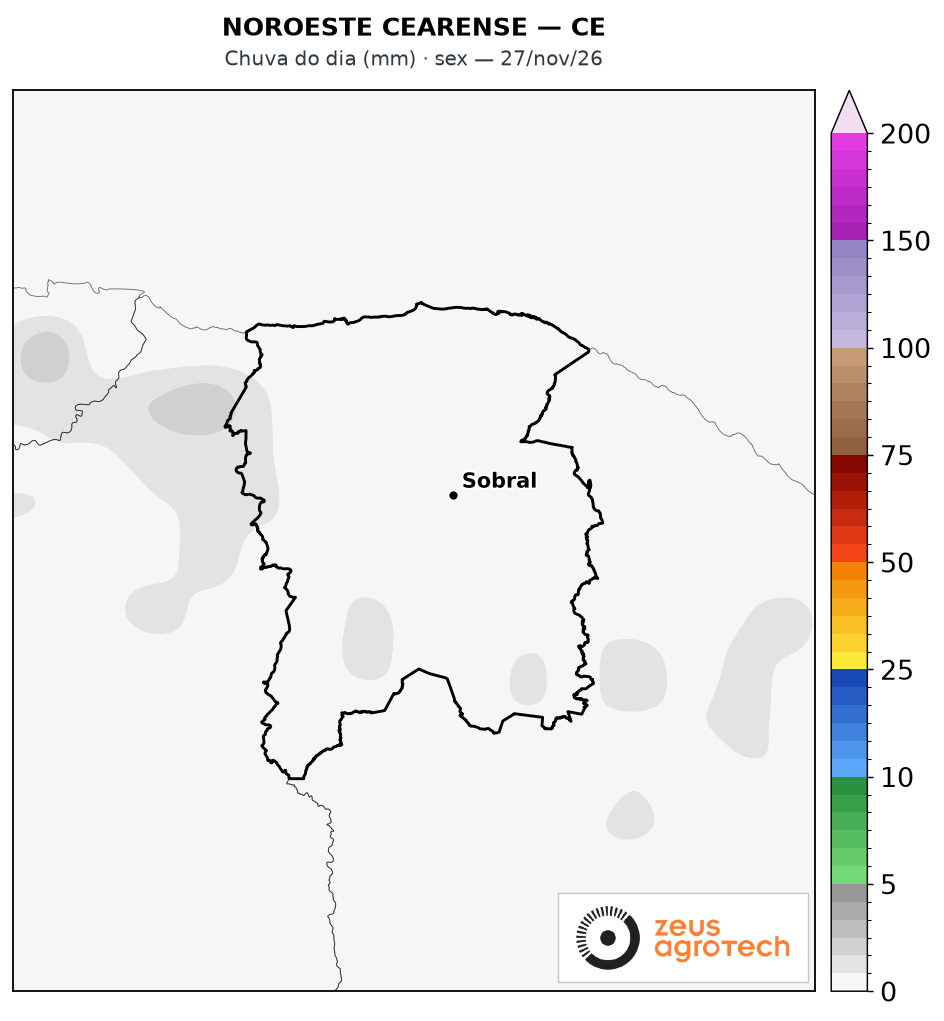 NOROESTE CEARENSE — CE
Chuva do dia (mm) · sex — 27/nov/26
200
150
100
75
50
25
10
5
0
Sobral
zeus
agrotech